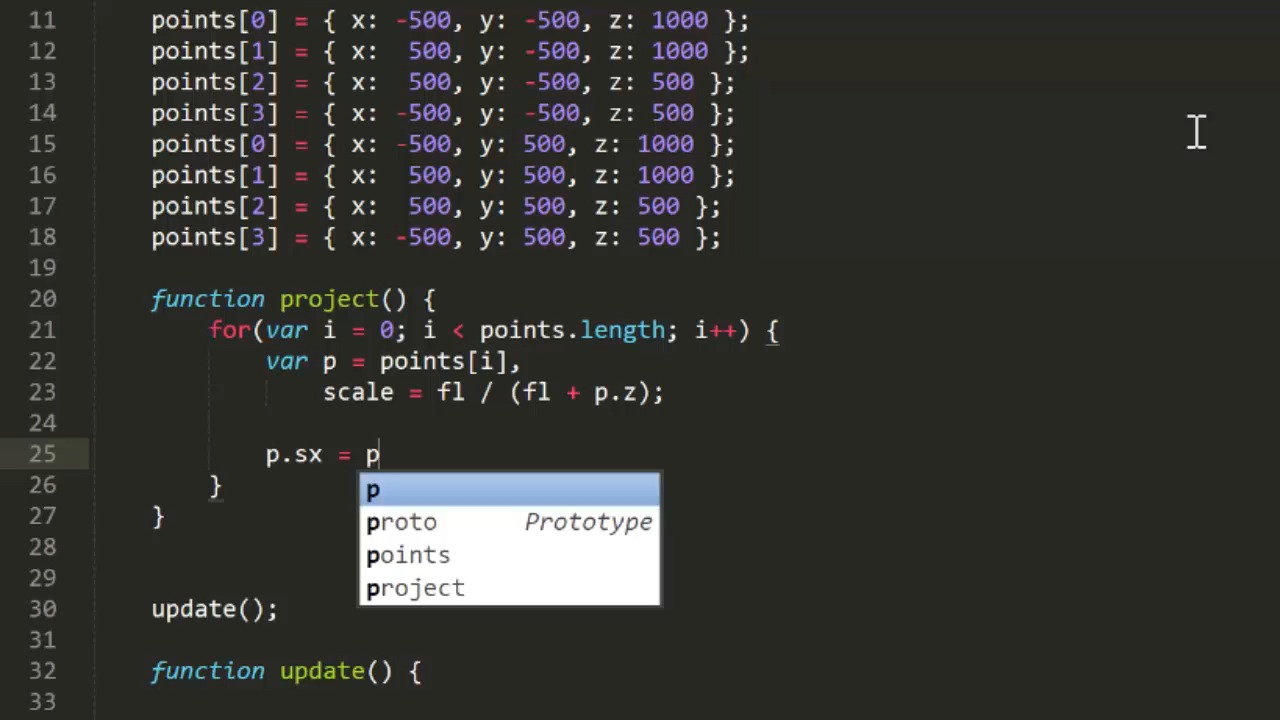 11 points[0] = { x: -500, y: -500, z: 1000 };
12 points[1] = { x:  500, y: -500, z: 1000 };
13 points[2] = { x:  500, y: -500, z: 500 };
14 points[3] = { x: -500, y: -500, z: 500 };
15 points[0] = { x: -500, y: 500, z: 1000 };
16 points[1] = { x:  500, y: 500, z: 1000 };
17 points[2] = { x:  500, y: 500, z: 500 };
18 points[3] = { x: -500, y: 500, z: 500 };
19
20 function project() {
21     for(var i = 0; i < points.length; i++) {
22         var p = points[i],
23             scale = fl / (fl + p.z);
24
25         p.sx = p
26     }
p
27 }
proto Prototype
28
points
29
project
30 update();
31
32 function update() {
33